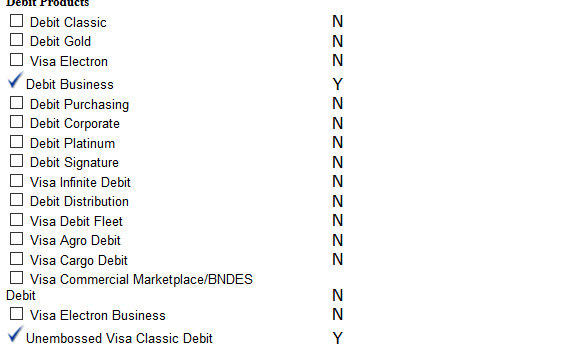 Debit Products
Debit Classic N
Debit Gold N
Visa Electron N
Debit Business Y
Debit Purchasing N
Debit Corporate N
Debit Platinum N
Debit Signature N
Visa Infinite Debit N
Debit Distribution N
Visa Debit Fleet N
Visa Agro Debit N
Visa Cargo Debit N
Visa Commercial Marketplace/BNDES
Debit N
Visa Electron Business N
Unembossed Visa Classic Debit Y